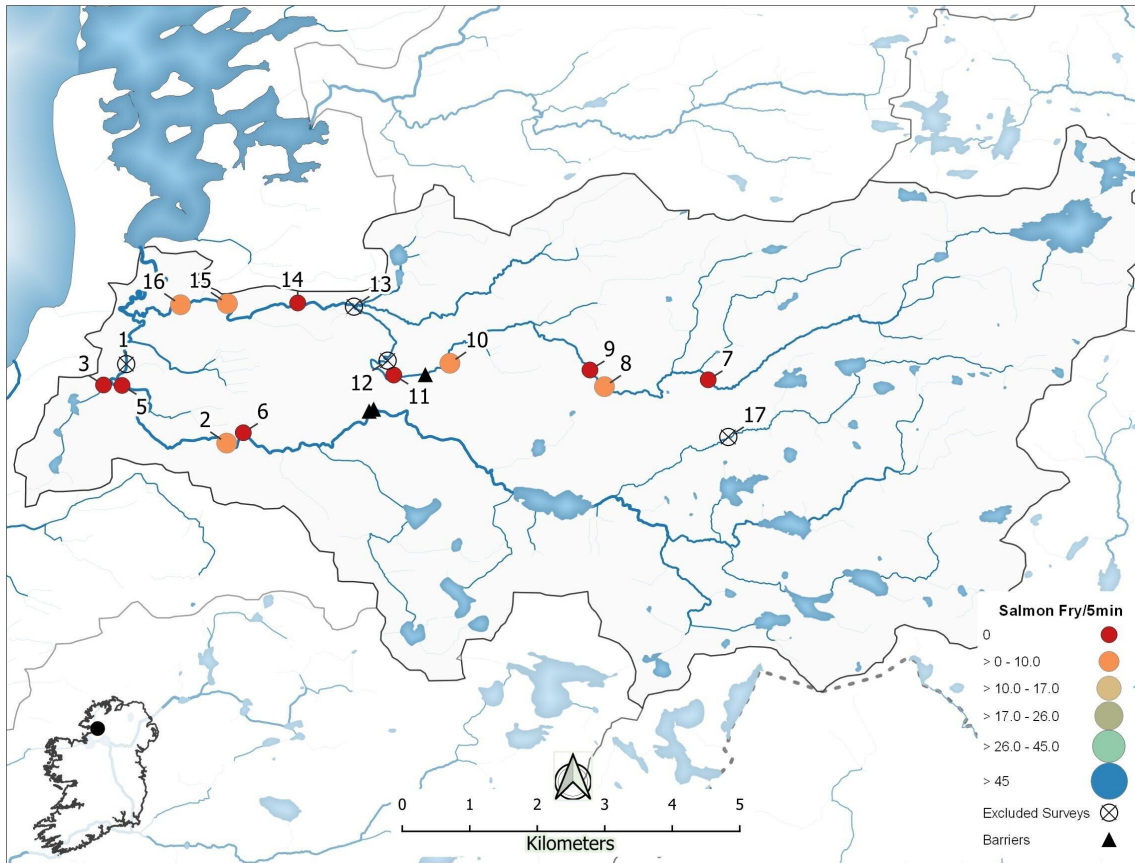 16
15
14
13
1
3
5
12
11
10
9
8
7
2
6
17
Salmon Fry/5min
0
> 0 - 10.0
> 10.0 - 17.0
> 17.0 - 26.0
> 26.0 - 45.0
> 45
Excluded Surveys
Barriers
0 1 2 3 4 5
Kilometers